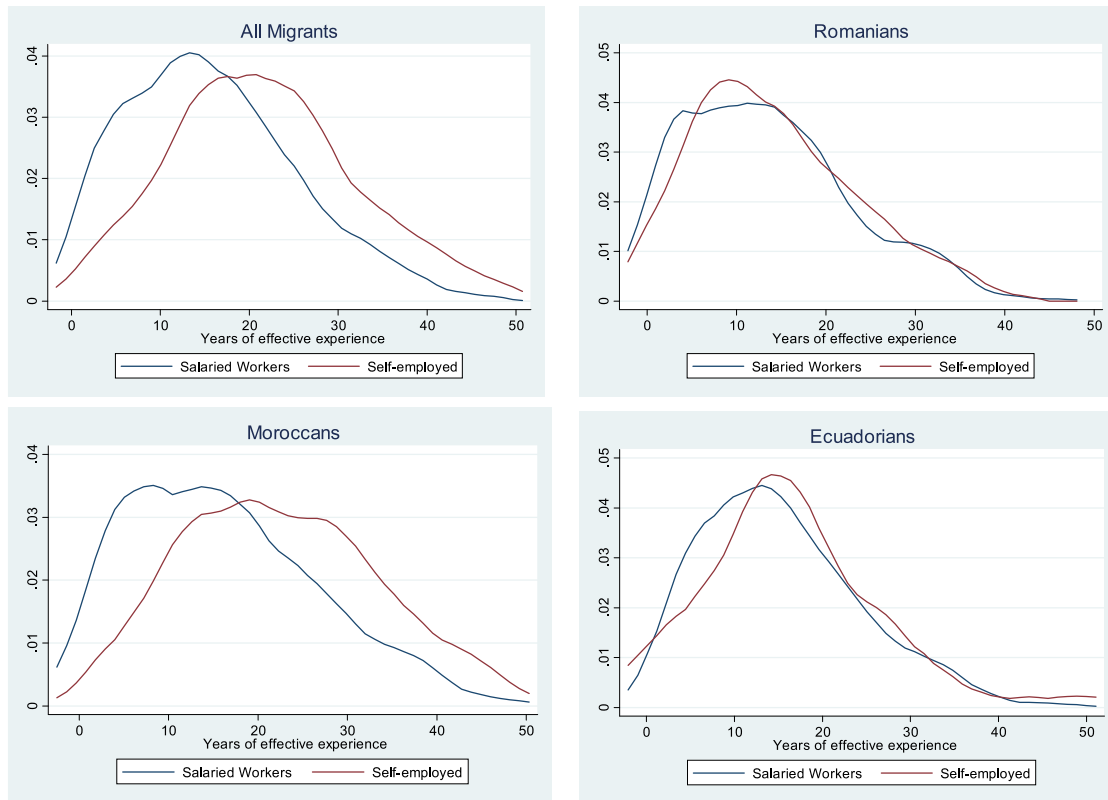 All Migrants
.04
.03
.02
.01
0
0 10 20 30 40 50
Years of effective experience
Salaried Workers Self-employed
Romanians
.05
.04
.03
.02
.01
0
0 10 20 30 40 50
Years of effective experience
Salaried Workers Self-employed
Moroccans
.04
.03
.02
.01
0
0 10 20 30 40 50
Years of effective experience
Salaried Workers Self-employed
Ecuadorians
.05
.04
.03
.02
.01
0
0 10 20 30 40 50
Years of effective experience
Salaried Workers Self-employed